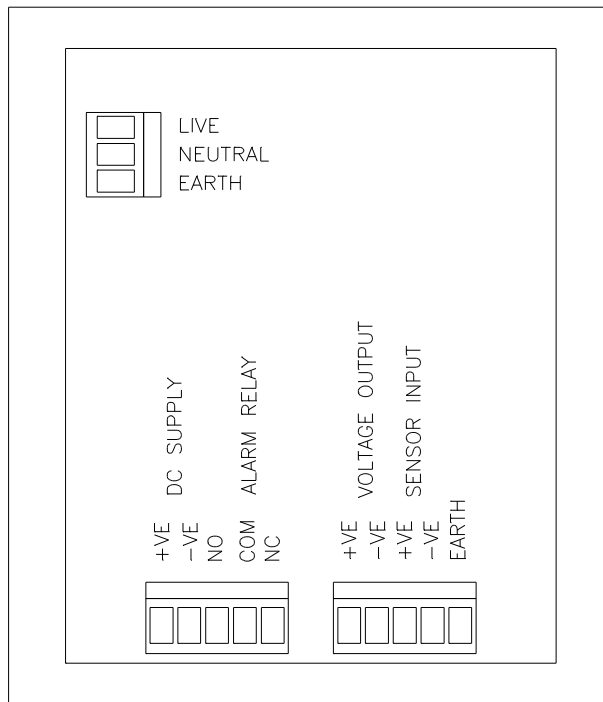 LIVE
NEUTRAL
EARTH
+VE
DC SUPPLY
-VE
NO
COM ALARM RELAY
NC
+VE
VOLTAGE OUTPUT
-VE
+VE
SENSOR INPUT
-VE
EARTH